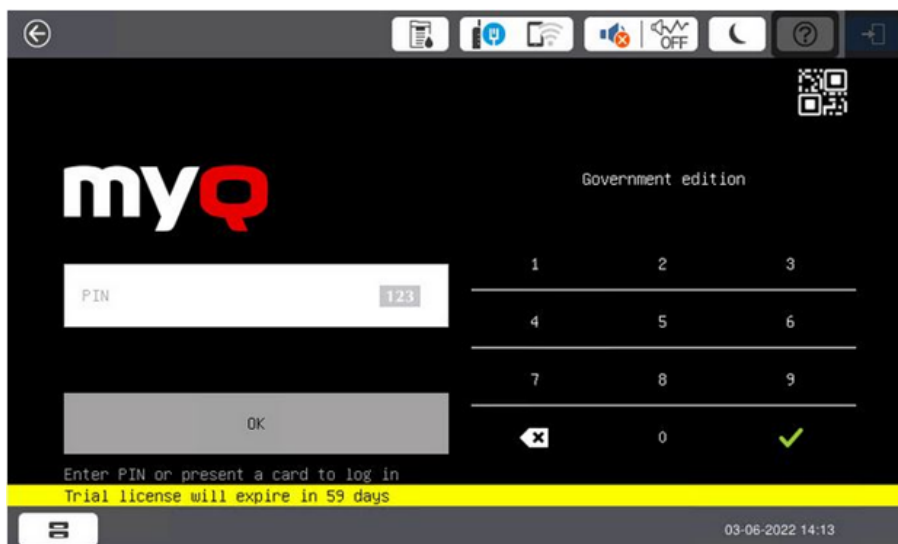 OFF
myQ
Government edition
PIN
123
1 2 3
4 5 6
7 8 9
0
OK
Enter PIN or present a card to log in
Trial license will expire in 59 days
03-06-2022 14:13